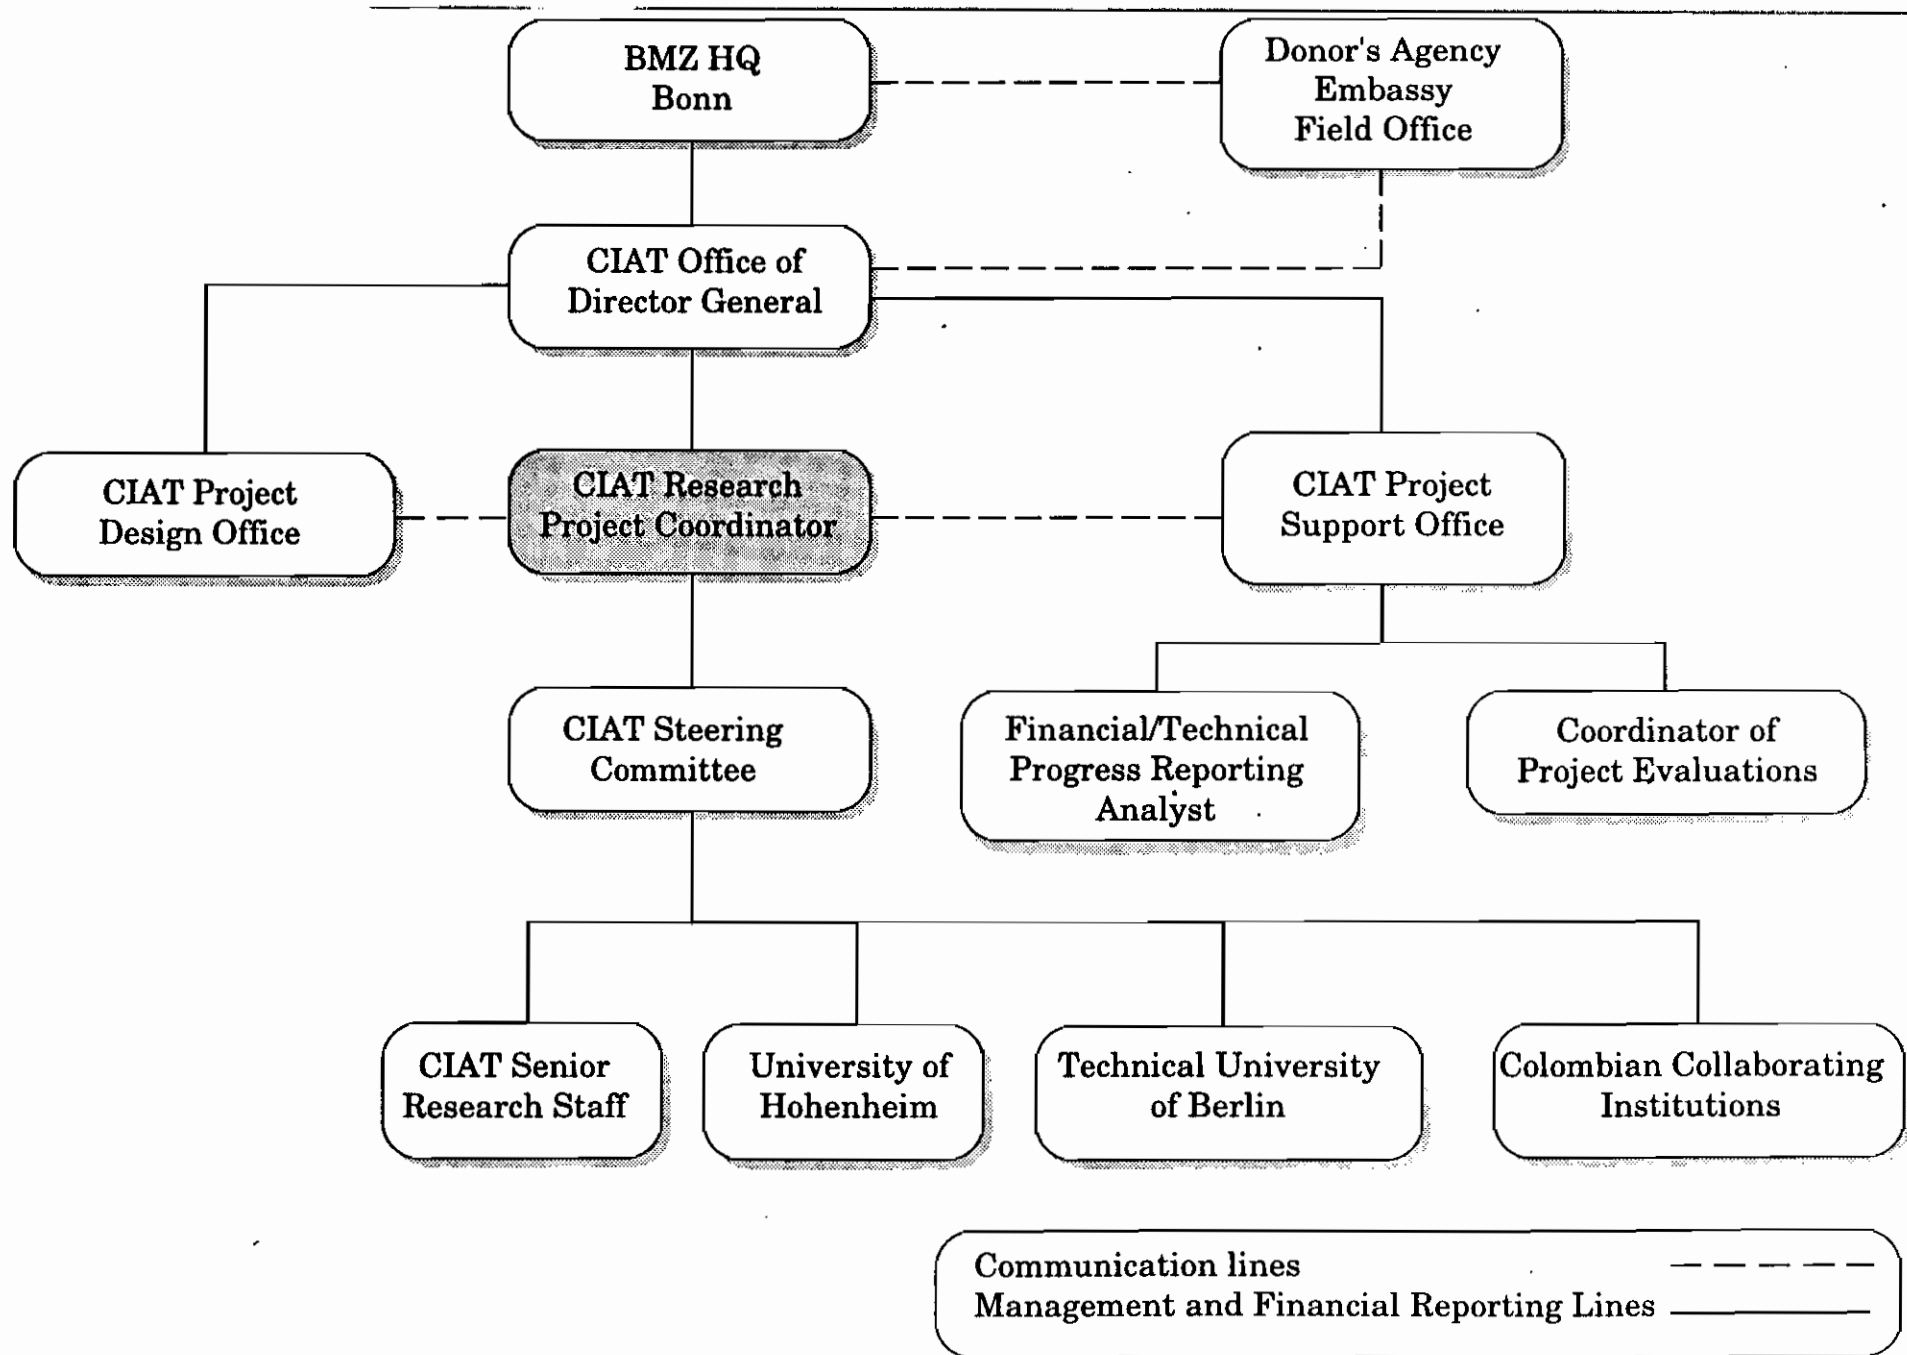 BMZ HQ
Bonn
Donor's Agency
Embassy
Field Office
CIAT Office of
Director General
CIAT Project
Design Office
CIAT Research
Project Coordinator
CIAT Project
Support Office
CIAT Steering
Committee
Financial/Technical
Progress Reporting
Analyst
Coordinator of
Project Evaluations
CIAT Senior
Research Staff
University of
Hohenheim
Technical University
of Berlin
Colombian Collaborating
Institutions
Communication lines
Management and Financial Reporting Lines